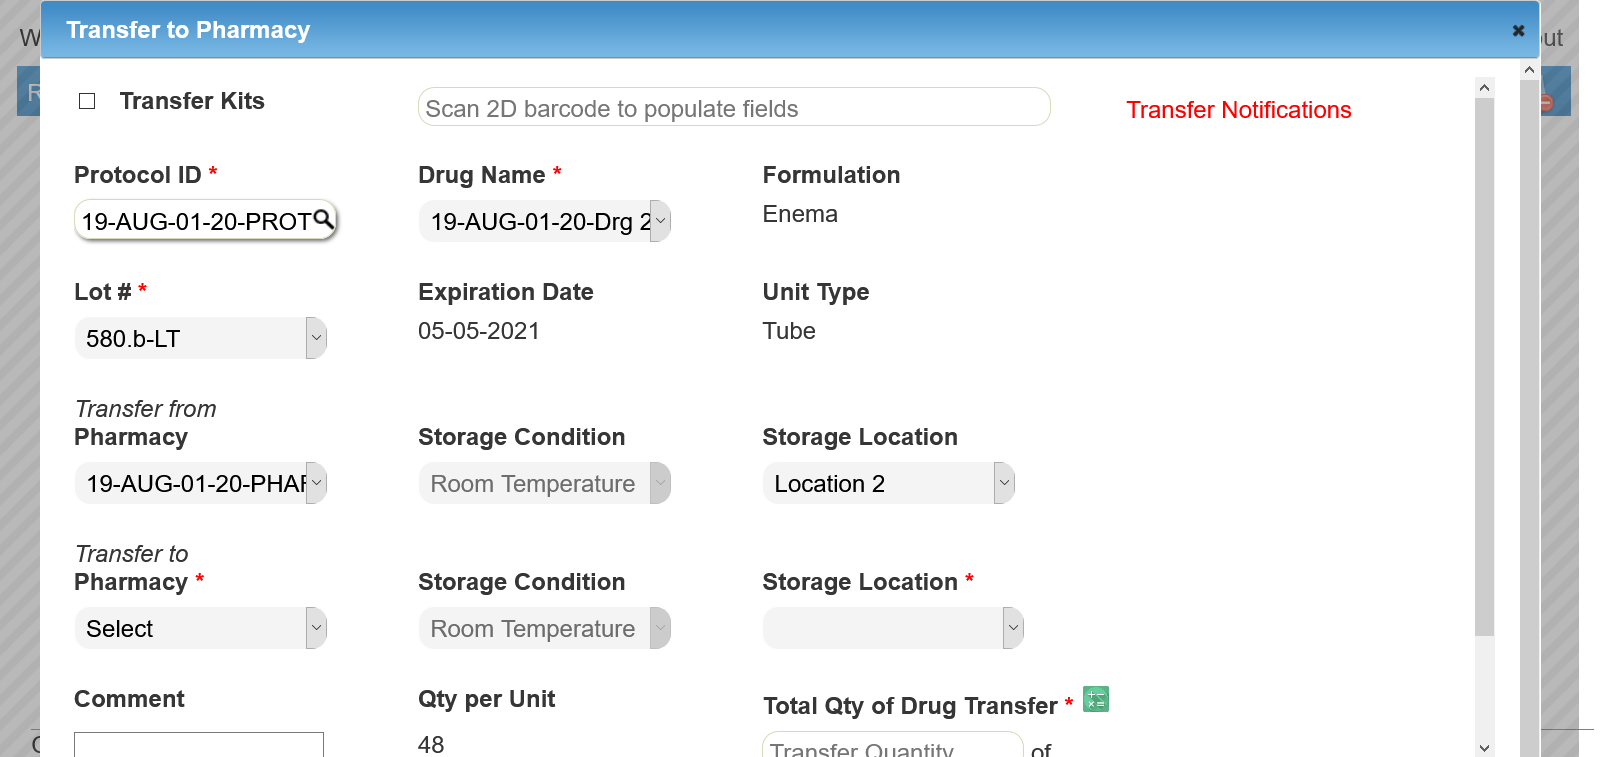 Transfer to Pharmacy
Transfer Kits
Scan 2D barcode to populate fields
Transfer Notifications
Protocol ID *
Drug Name *
Formulation
19-AUG-01-20-PROT
19-AUG-01-20-Drg 2
Enema
Lot # *
Expiration Date
Unit Type
580.b-LT
05-05-2021
Tube
Transfer from
Pharmacy
Storage Condition
Storage Location
19-AUG-01-20-PHAR
Room Temperature
Location 2
Transfer to
Pharmacy *
Storage Condition
Storage Location *
Select
Room Temperature
Comment
Qty per Unit
Total Qty of Drug Transfer *
48
Transfer Quantity
of